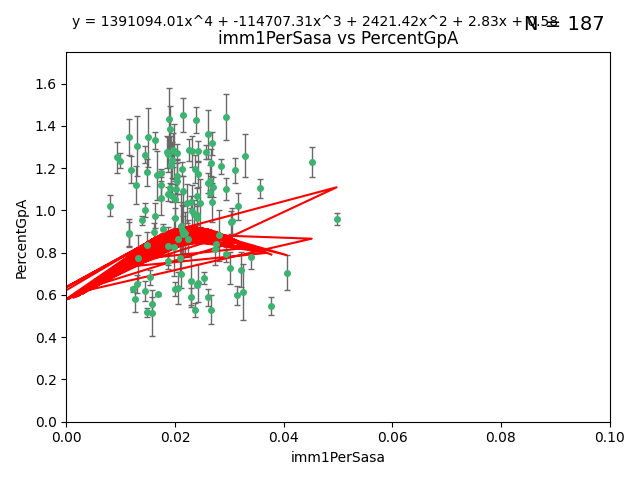 y = 1391094.01x^4 + -114707.31x^3 + 2421.42x^2 + 2.83x + 0.58
N = 187
imm1PerSasa vs PercentGpA
PercentGpA
1.6
1.4
1.2
1.0
0.8
0.6
0.4
0.2
0.0
0.00 0.02 0.04 0.06 0.08 0.10
imm1PerSasa